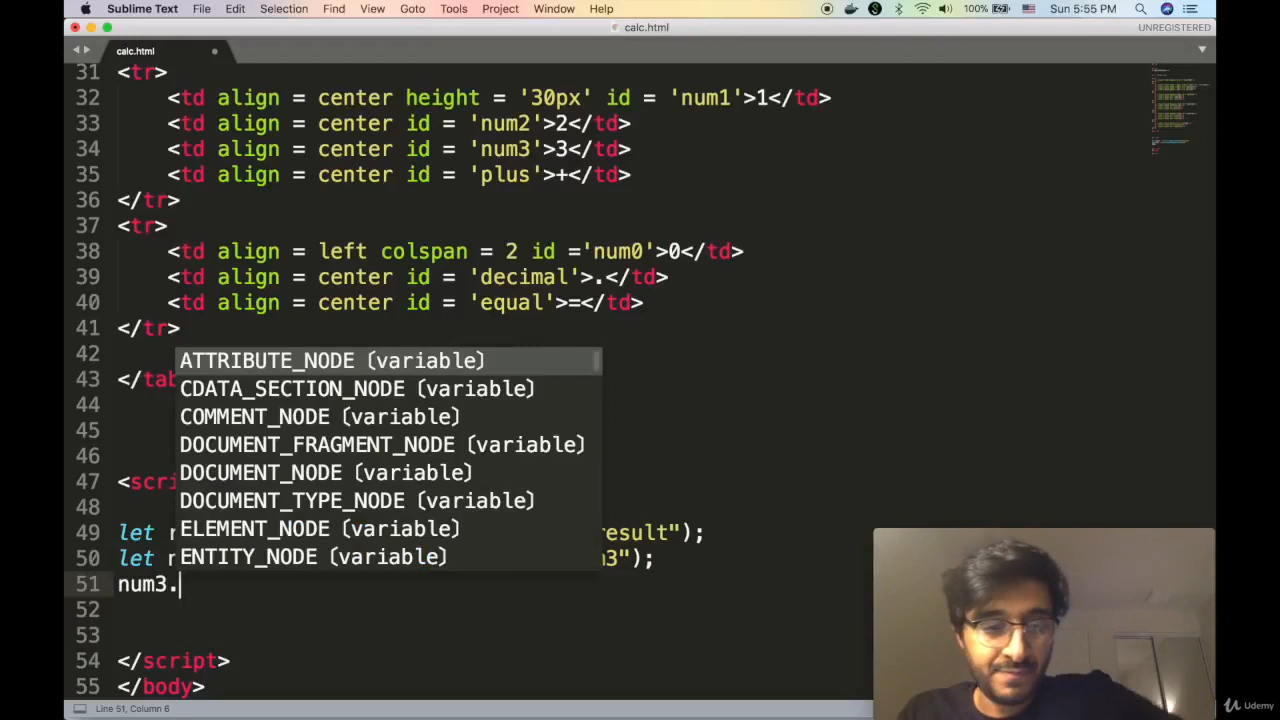 Sublime Text File Edit Selection Find View Goto Tools Project Window Help 100% Sun 5:55 PM
calc.html UNREGISTERED
calc.html
31 <tr>
32 <td align = center height = '30px' id = 'num1'>1</td>
33 <td align = center id = 'num2'>2</td>
34 <td align = center id = 'num3'>3</td>
35 <td align = center id = 'plus'>+</td>
36 </tr>
37 <tr>
38 <td align = left colspan = 2 id ='num0'>0</td>
39 <td align = center id = 'decimal'>.</td>
40 <td align = center id = 'equal'>=</td>
41 </tr>
42 ATTRIBUTE_NODE (variable)
43 </tab CDATA_SECTION_NODE (variable)
44 COMMENT_NODE (variable)
45 DOCUMENT_FRAGMENT_NODE (variable)
46 DOCUMENT_NODE (variable)
47 <scri DOCUMENT_TYPE_NODE (variable)
48 ELEMENT_NODE (variable)
49 let r result");
50 let n ENTITY_NODE (variable) m3");
51 num3.
52
53
54 </script>
55 </body>
Line 51, Column 6
Udemy